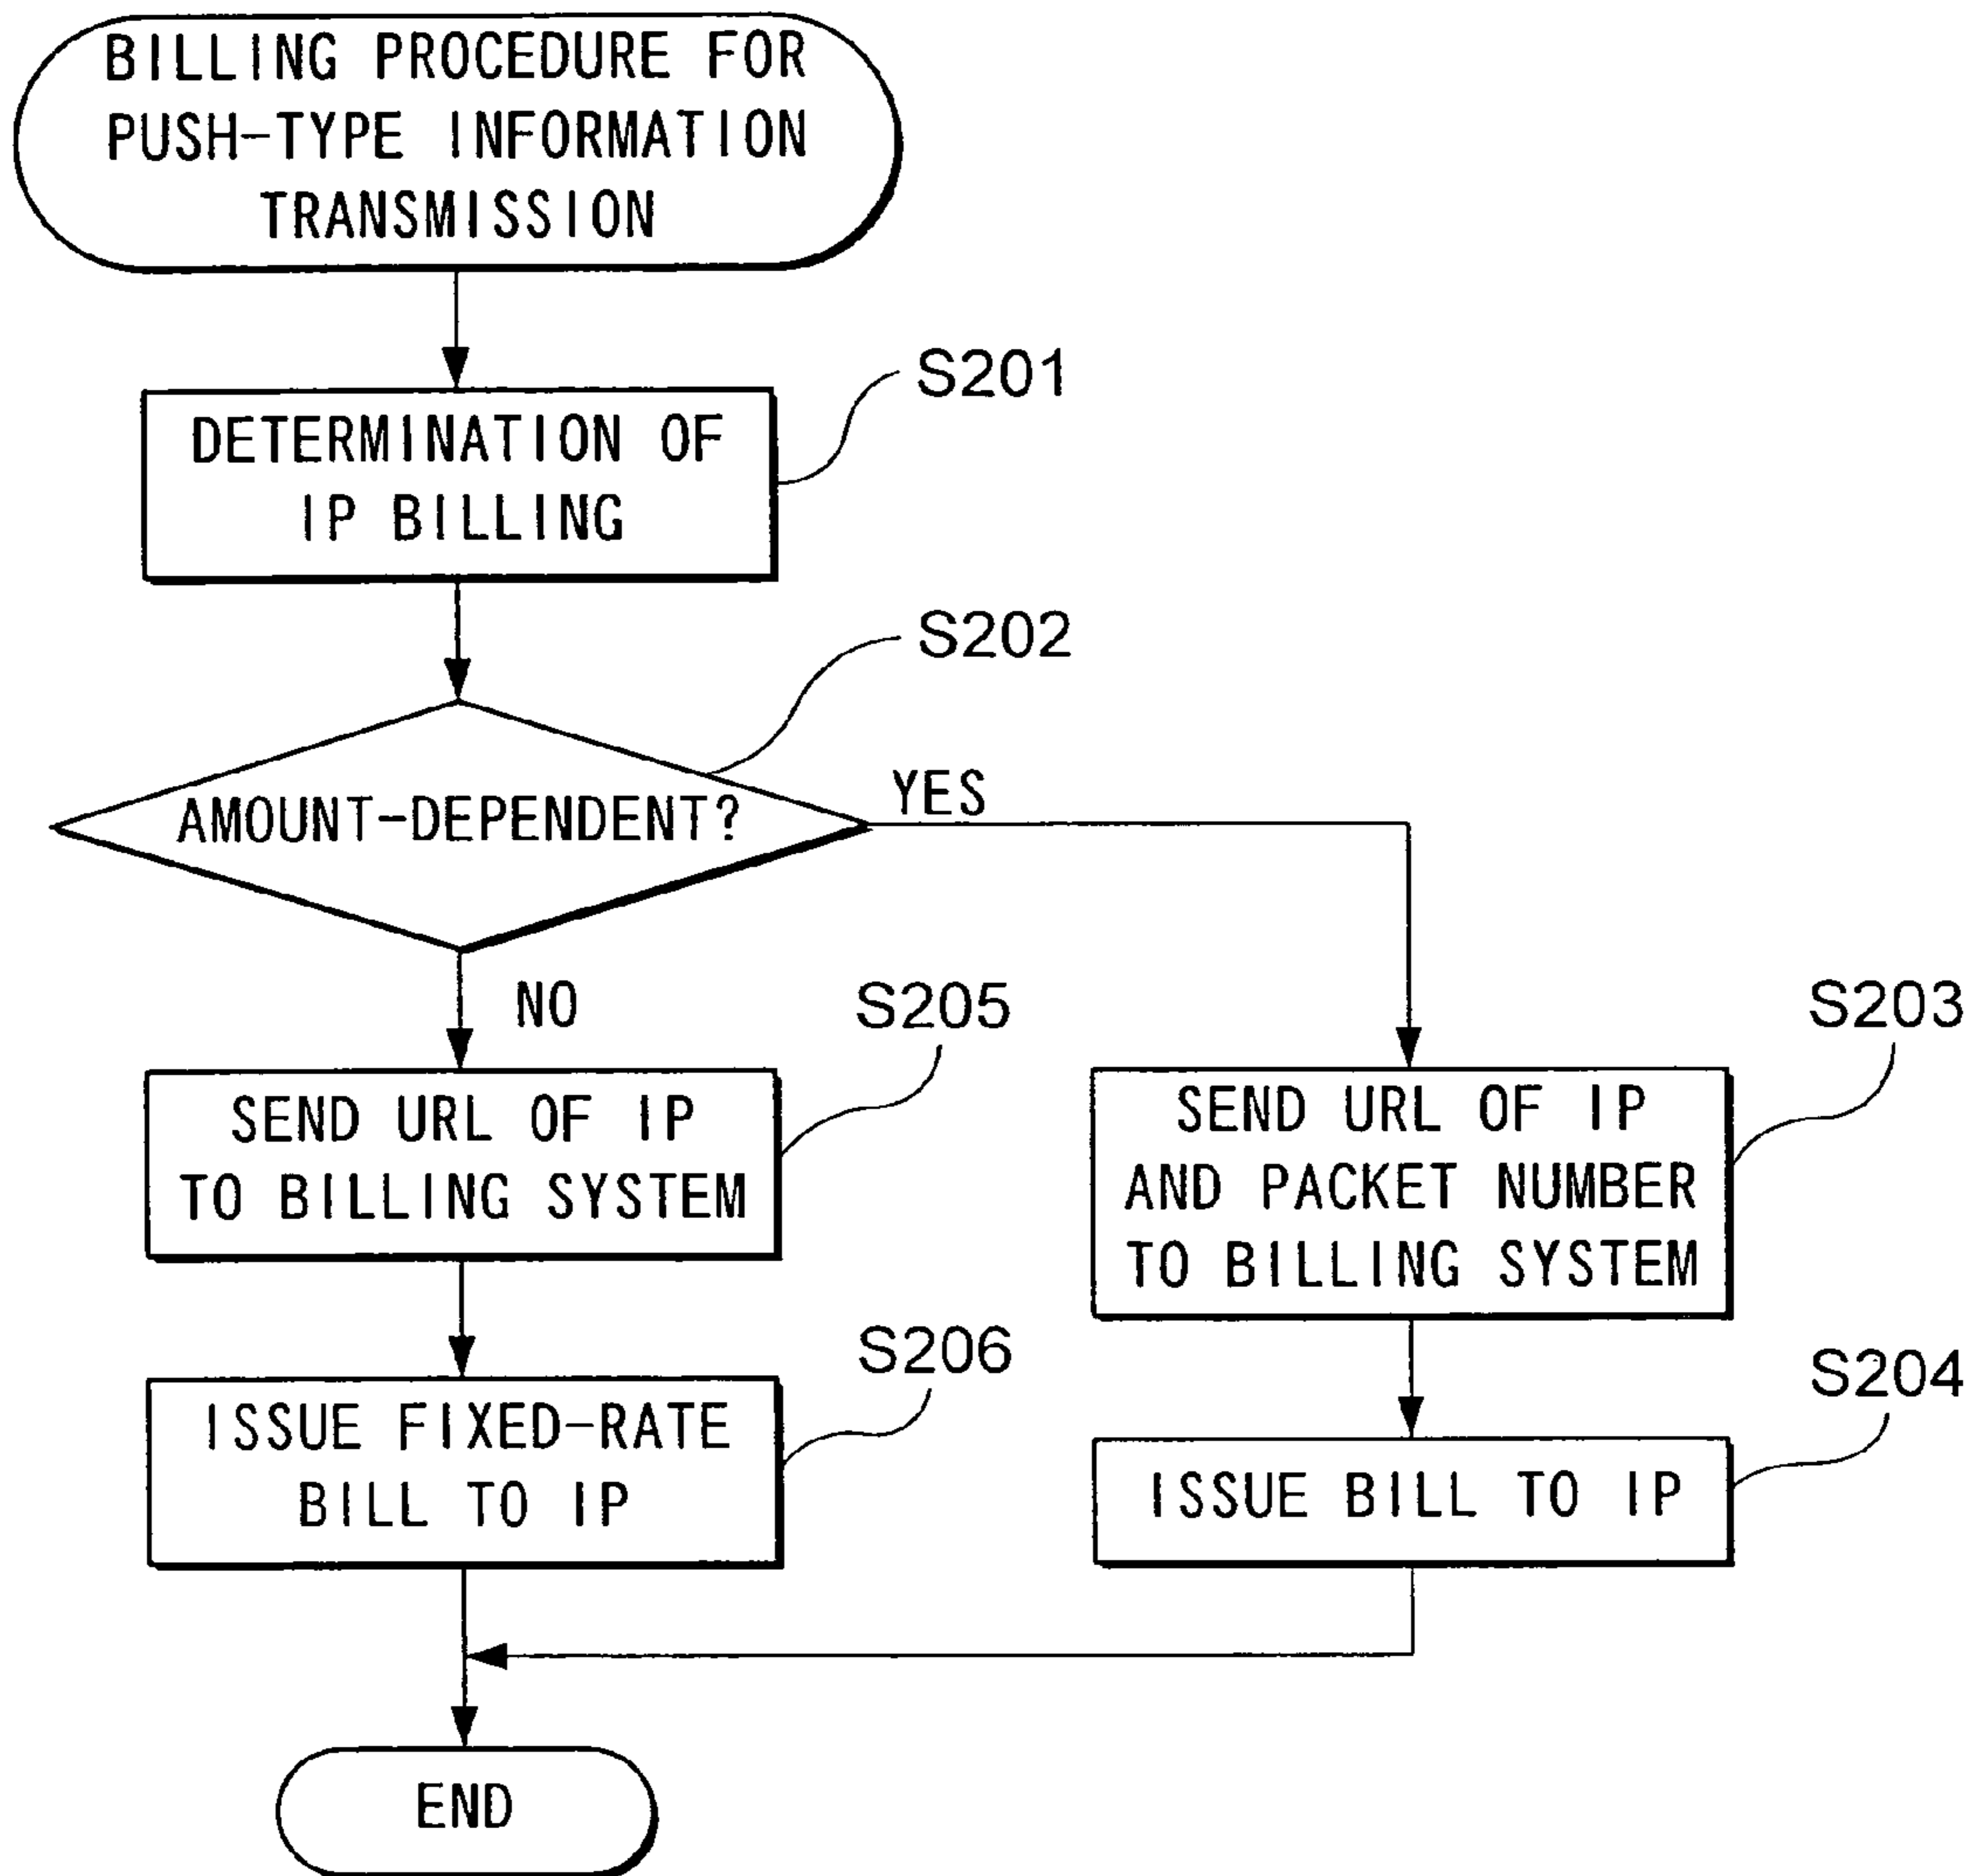 BILLING PROCEDURE FOR
PUSH-TYPE INFORMATION
TRANSMISSION
S201
DETERMINATION OF
IP BILLING
S202
AMOUNT-DEPENDENT?
YES
NO
S205
SEND URL OF IP
TO BILLING SYSTEM
S203
SEND URL OF IP
AND PACKET NUMBER
TO BILLING SYSTEM
S206
ISSUE FIXED-RATE
BILL TO IP
S204
ISSUE BILL TO IP
END